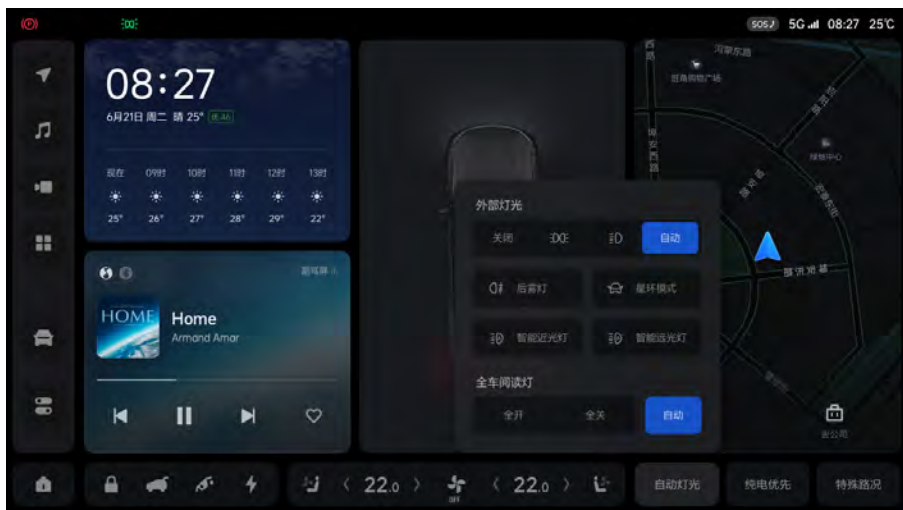 SOS 5G 08:27 25℃
08:27
6月21日 周二 晴 25°
现在 09时 10时 11时 12时 13时
25° 26° 27° 28° 29° 22°
HOME
Home
Armand Amar
外部灯光
关闭 自动
后雾灯 星环模式
智能近光灯 智能远光灯
全车阅读灯
全开 全关 自动
去公司
22.0 OFF 22.0 自动灯光 纯电优先 特殊路况